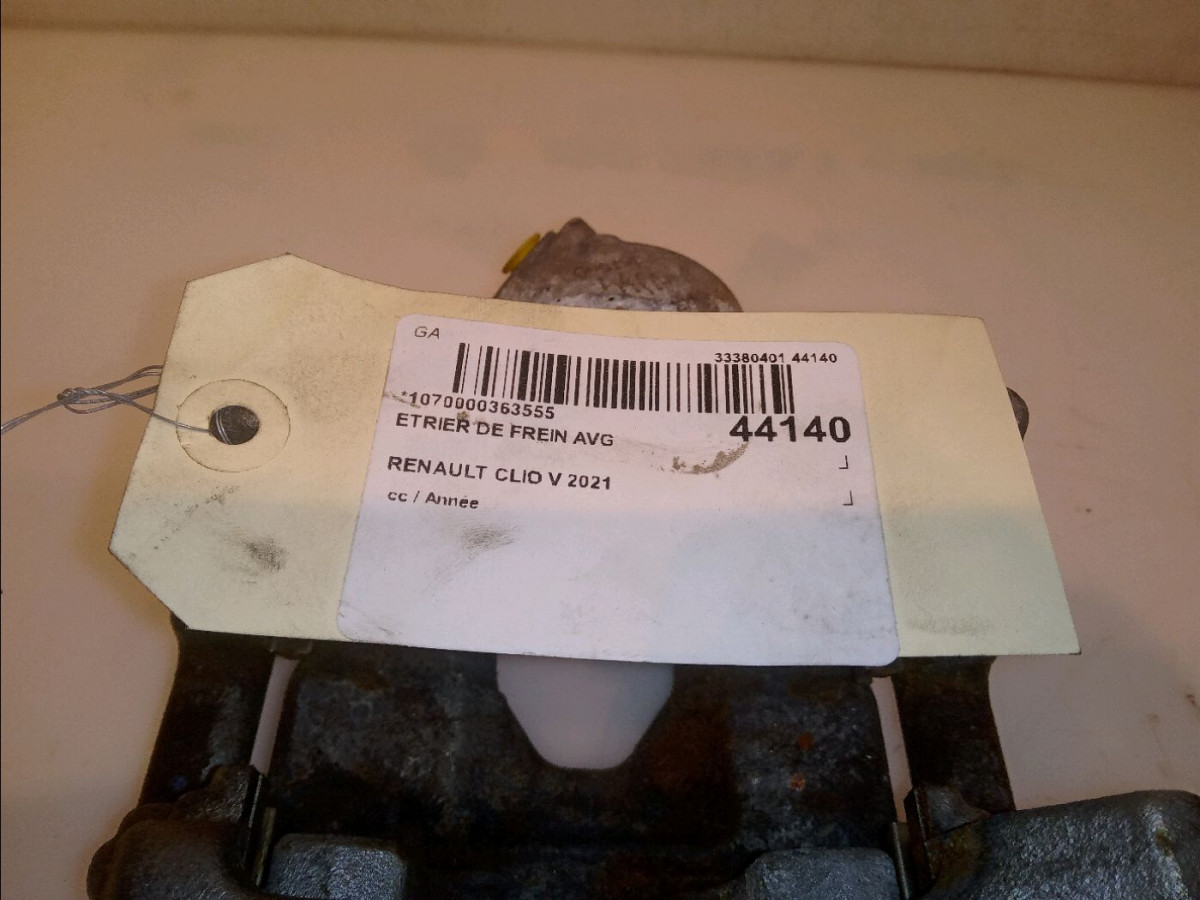 GA
33380401 44140
*1070000363555
ETRIER DE FREIN AVG
44140
RENAULT CLIO V 2021
cc / Année